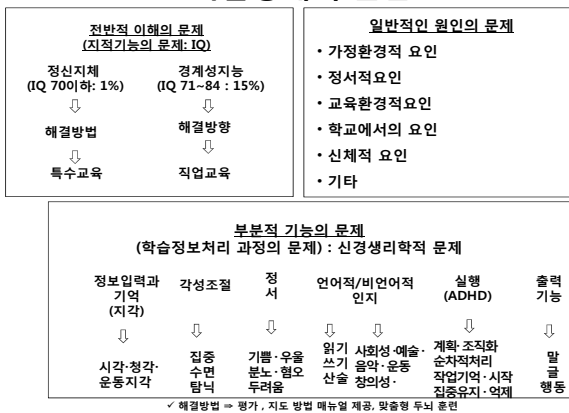 전반적 이해의 문제
(지적기능의 문제: IQ)
정신지체
(IQ 70이하: 1%)
⇩
해결방법
⇩
특수교육
경계성지능
(IQ 71~84 : 15%)
⇩
해결방향
⇩
직업교육
일반적인 원인의 문제
• 가정환경적 요인
• 정서적요인
• 교육환경적요인
• 학교에서의 요인
• 신체적 요인
• 기타
부분적 기능의 문제
(학습정보처리 과정의 문제) : 신경생리학적 문제
정보입력과
기억
(지각)
⇩
시각·청각·
운동지각
각성조절
⇩
집중
수면
탐닉
정
서
⇩
기쁨·우울
분노·혐오
두려움
언어적/비언어적
인지
⇩
읽기
쓰기
산술
⇩
사회성·예술·
음악·운동
창의성·
실행
(ADHD)
⇩
계획·조직화
순차적처리
작업기억·시작
집중유지·억제
출력
기능
⇩
말
글
행동
✓ 해결방법 ⇒ 평가 , 지도 방법 매뉴얼 제공, 맞춤형 두뇌 훈련